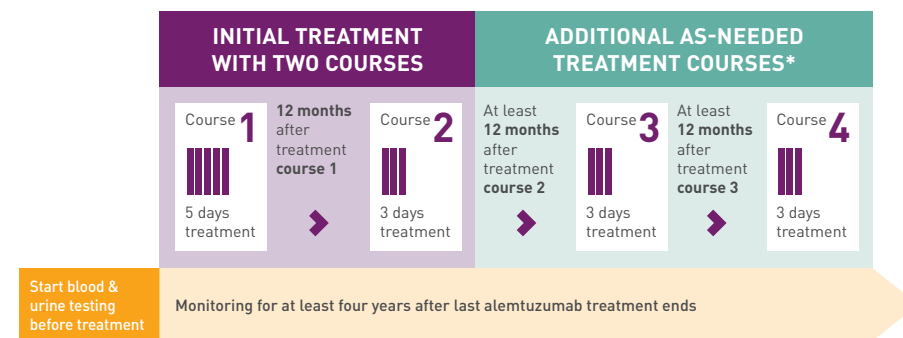 INITIAL TREATMENT
WITH TWO COURSES
ADDITIONAL AS-NEEDED
TREATMENT COURSES*
Course 1
5 days
treatment
12 months
after
treatment
course 1
Course 2
3 days
treatment
At least
12 months
after
treatment
course 2
Course 3
3 days
treatment
At least
12 months
after
treatment
course 3
Course 4
3 days
treatment
Start blood &
urine testing
before treatment
Monitoring for at least four years after last alemtuzumab treatment ends